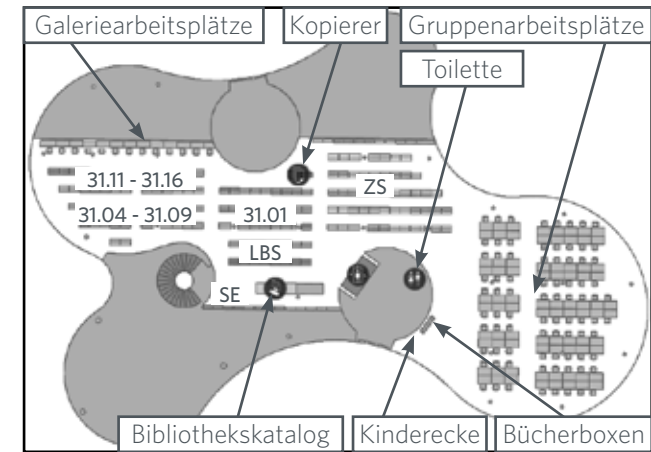 Galeriearbeitsplätze Kopierer Gruppenarbeitsplätze
Toilette
31.11 - 31.16
ZS
31.04 - 31.09 31.01
LBS
SE
Bibliothekskatalog Kinderecke Bücherboxen